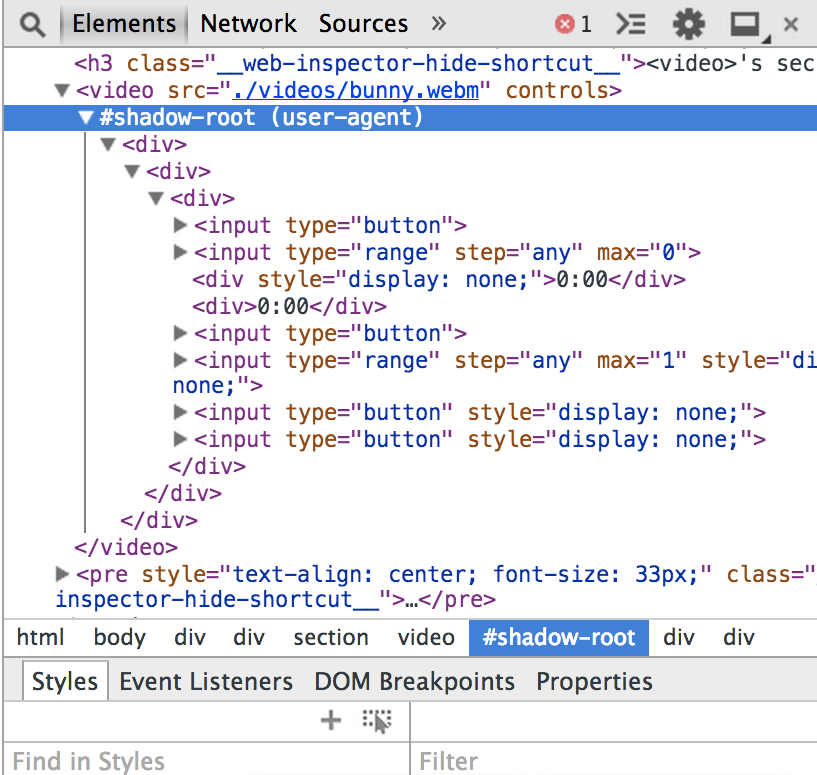 Elements Network Sources » 1
<h3 class="__web-inspector-hide-shortcut__"><video>'s sec
<video src="./videos/bunny.webm" controls>
#shadow-root (user-agent)
<div>
<div>
<div>
<input type="button">
<input type="range" step="any" max="0">
<div style="display: none;">0:00</div>
<div>0:00</div>
<input type="button">
<input type="range" step="any" max="1" style="di
none;">
<input type="button" style="display: none;">
<input type="button" style="display: none;">
</div>
</div>
</div>
</video>
<pre style="text-align: center; font-size: 33px;" class="_
inspector-hide-shortcut__">…</pre>
html body div div section video #shadow-root div div
Styles Event Listeners DOM Breakpoints Properties
Find in Styles Filter